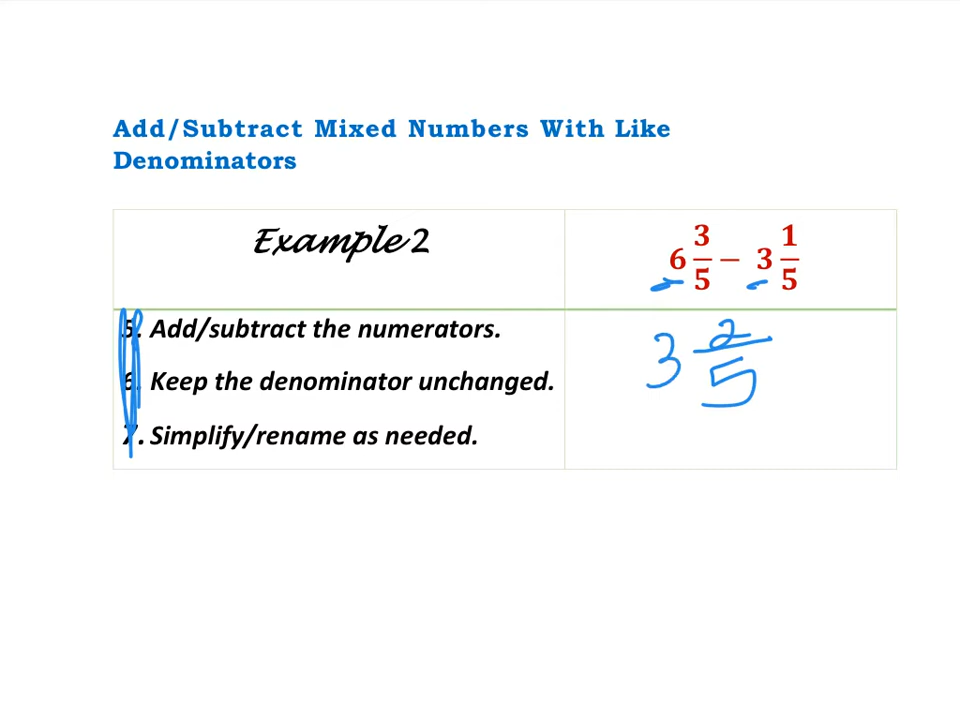 Add/Subtract Mixed Numbers With Like
Denominators
Example 2
6 3/5 − 3 1/5
5. Add/subtract the numerators.
6. Keep the denominator unchanged.
7. Simplify/rename as needed.
3 2/5